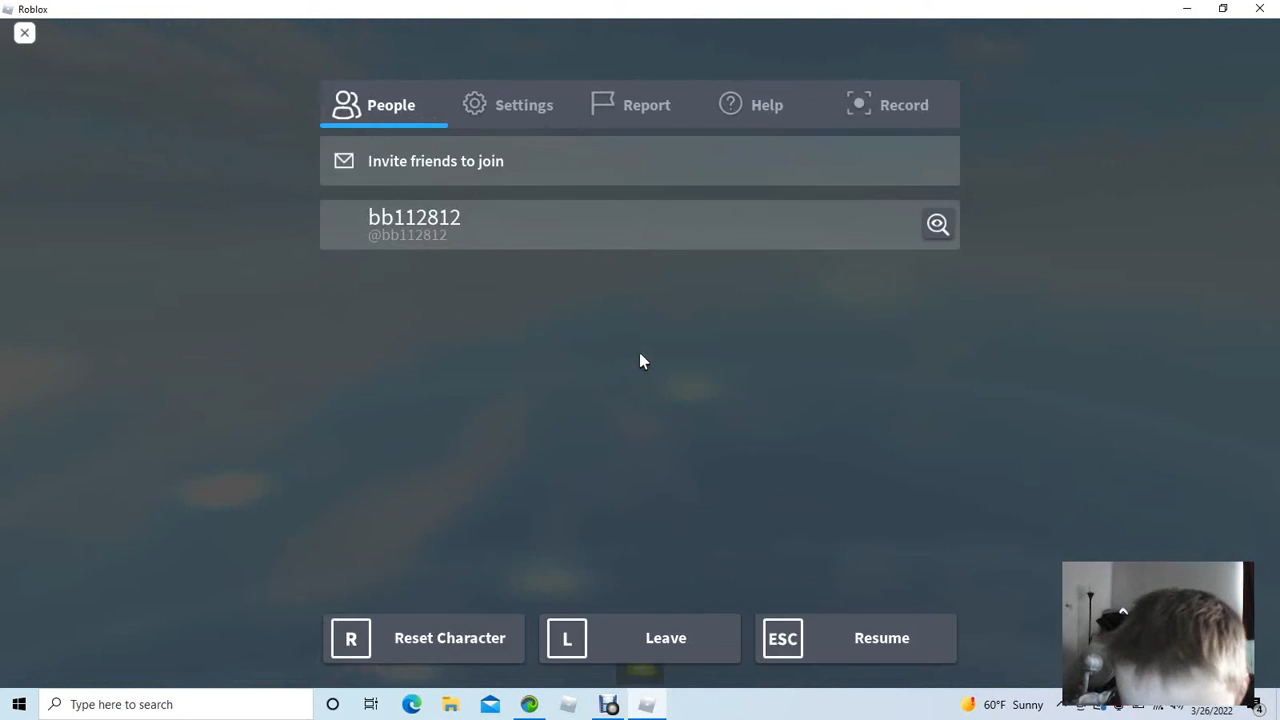 Roblox
People
Settings
Report
Help
Record
Invite friends to join
bb112812
@bb112812
R Reset Character
L Leave
ESC Resume
Type here to search
60°F Sunny
3/26/2022
4